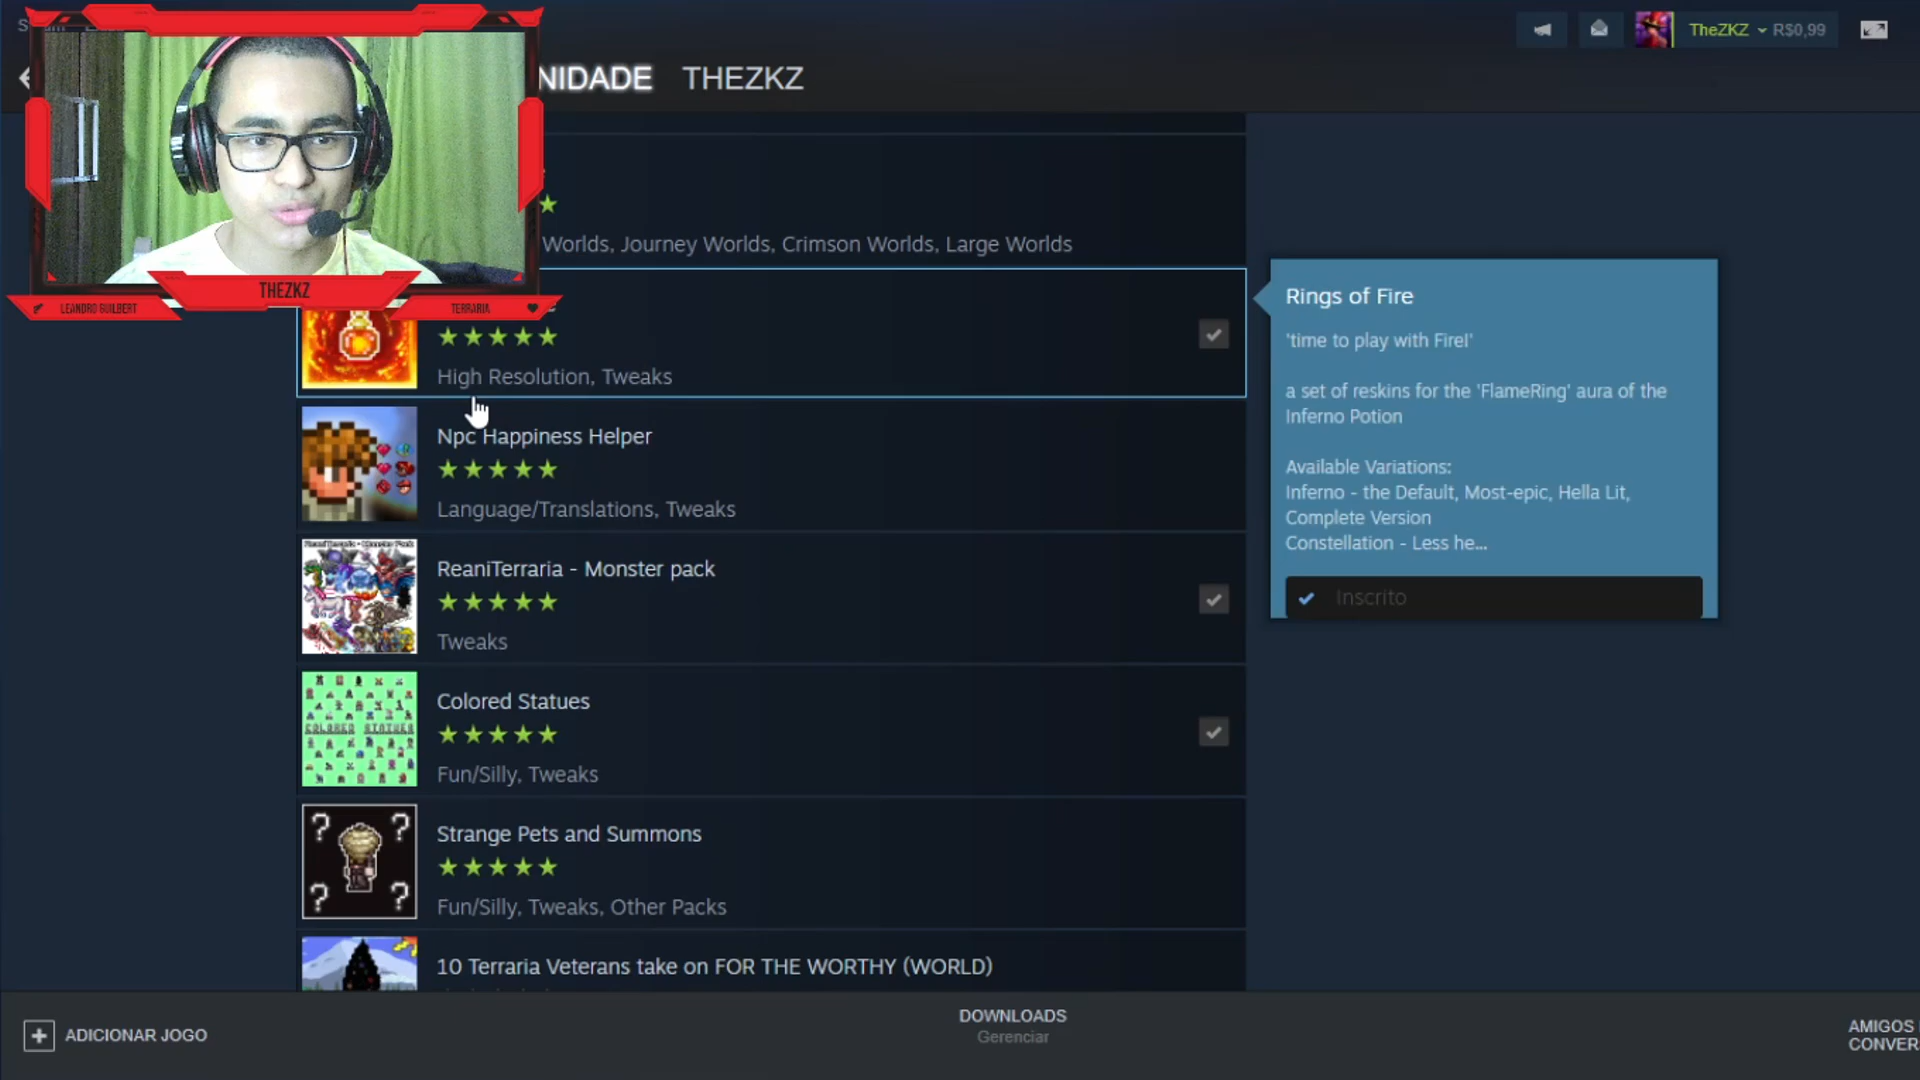 TheZKZ
R$0,99
NIDADE
THEZKZ
Worlds, Journey Worlds, Crimson Worlds, Large Worlds
THEZKZ
LEANDRO GUILBERT
TERRARIA
High Resolution, Tweaks
Npc Happiness Helper
Language/Translations, Tweaks
ReaniTerraria - Monster pack
Tweaks
COLORED STATUES
Colored Statues
Fun/Silly, Tweaks
Strange Pets and Summons
Fun/Silly, Tweaks, Other Packs
10 Terraria Veterans take on FOR THE WORTHY (WORLD)
Rings of Fire
'time to play with Fire!'
a set of reskins for the 'FlameRing' aura of the
Inferno Potion
Available Variations:
Inferno - the Default, Most-epic, Hella Lit,
Complete Version
Constellation - Less he...
Inscrito
ADICIONAR JOGO
DOWNLOADS
Gerenciar
AMIGOS
CONVER